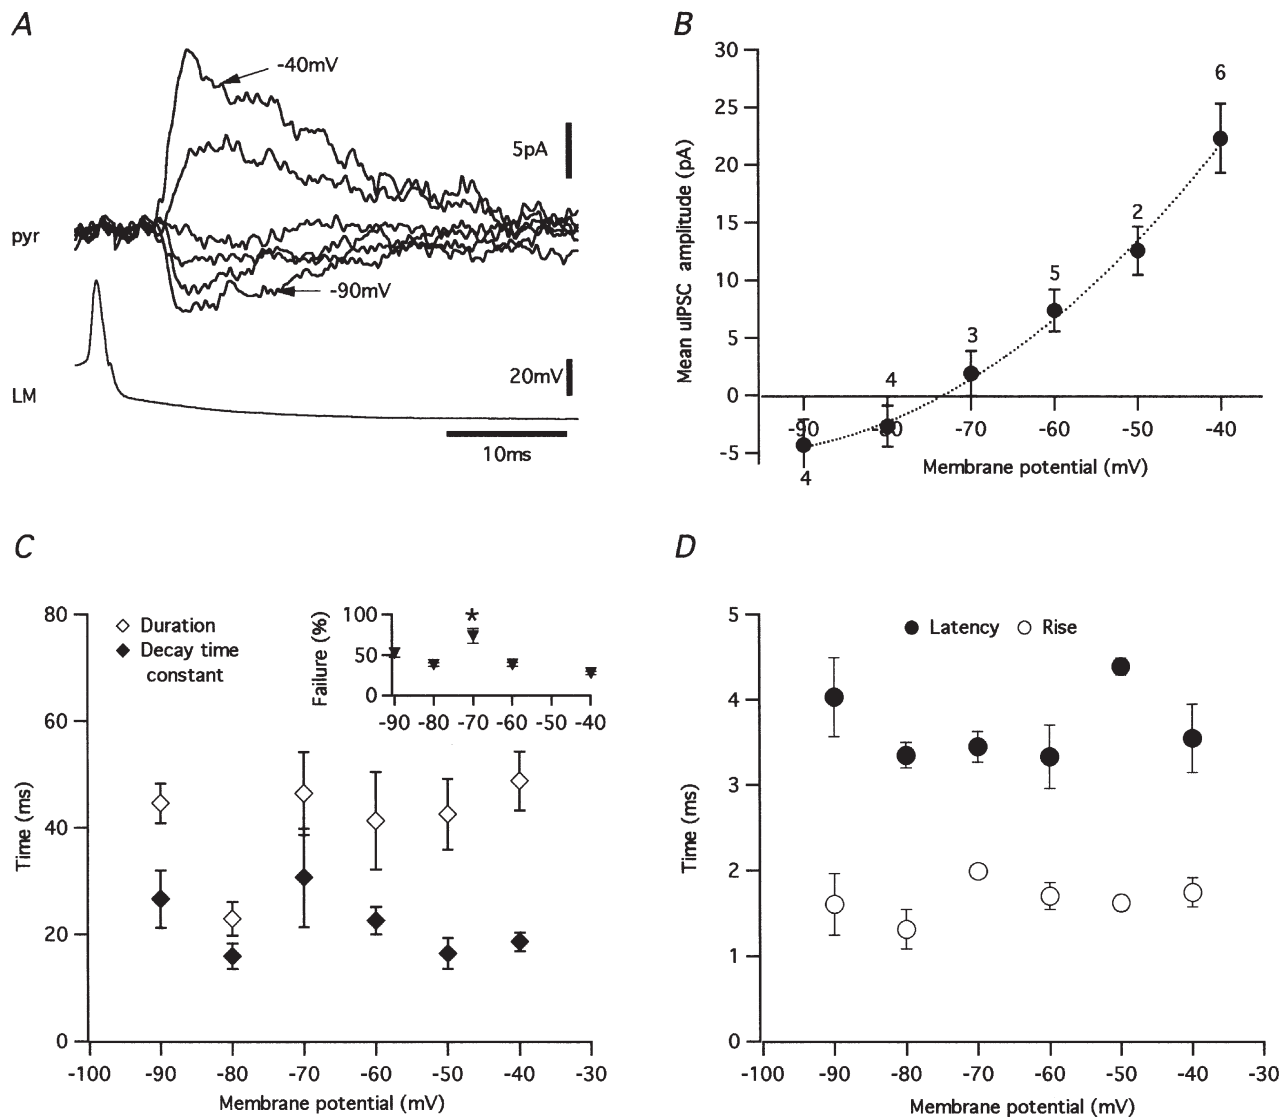 A
-40mV
5pA
pyr
-90mV
20mV
LM
10ms
B
Mean uIPSC amplitude (pA)
30
25
20
15
10
5
0
-5
6
2
5
3
4
4
-90
-80
-70
-60
-50
-40
Membrane potential (mV)
C
Duration
Decay time
constant
Failure (%)
100
50
0
*
-90 -80 -70 -60 -50 -40
Time (ms)
80
60
40
20
0
-100 -90 -80 -70 -60 -50 -40 -30
Membrane potential (mV)
D
Latency Rise
Time (ms)
5
4
3
2
1
0
-100 -90 -80 -70 -60 -50 -40 -30
Membrane potential (mV)